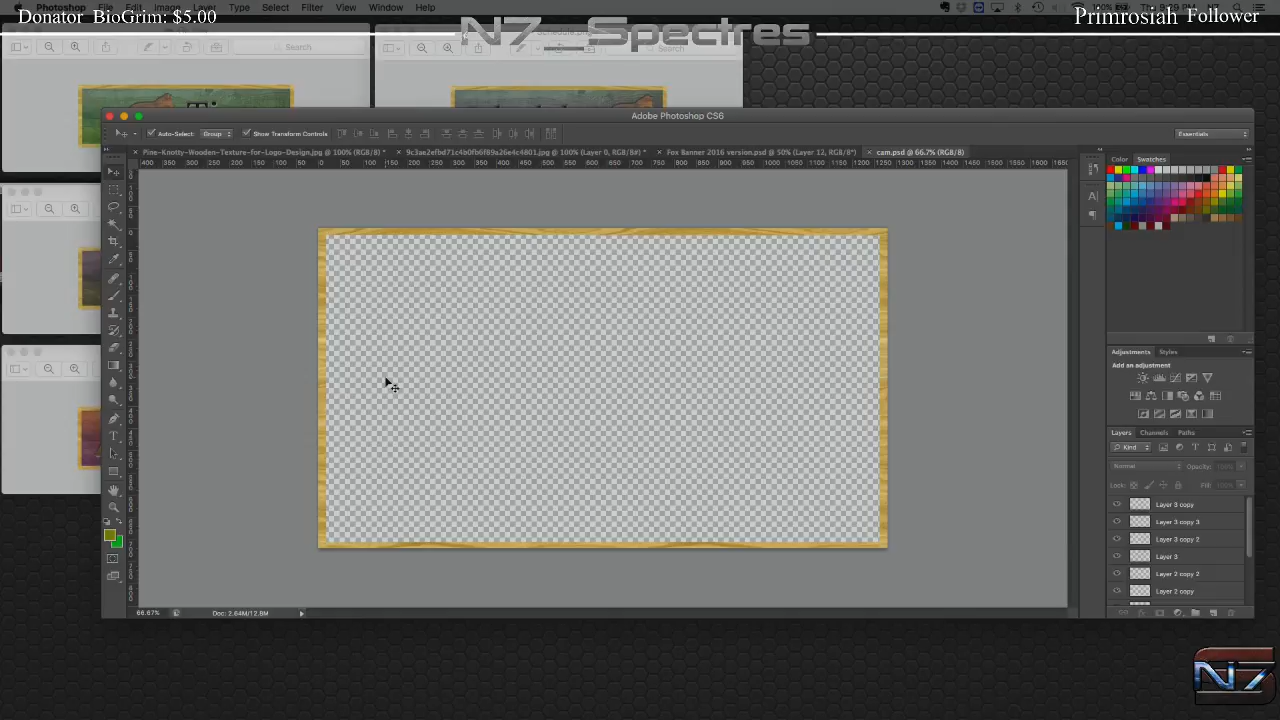 Photoshop File Edit Image Layer Type Select Filter View Window Help
Donator BioGrim: $5.00
N7 Spectres
Primrosiah Follower
Search
Search
Adobe Photoshop CS6
Auto-Select: Group Show Transform Controls
Essentials
Pine-Knotty-Wooden-Texture-for-Logo-Design.jpg @ 100% (RGB/8) *
Fox Banner 2016 version.psd @ 50% (Layer 12, RGB/8*) *
cam.psd @ 66.7% (RGB/8)
Color Swatches
Adjustments Styles
Add an adjustment
Layers Channels Paths
Kind
Normal Opacity: 100%
Lock: Fill: 100%
Layer 3 copy
Layer 3 copy 3
Layer 3 copy 2
Layer 3
Layer 2 copy 2
Layer 2 copy
66.67% Doc: 2.64M/12.8M
N7